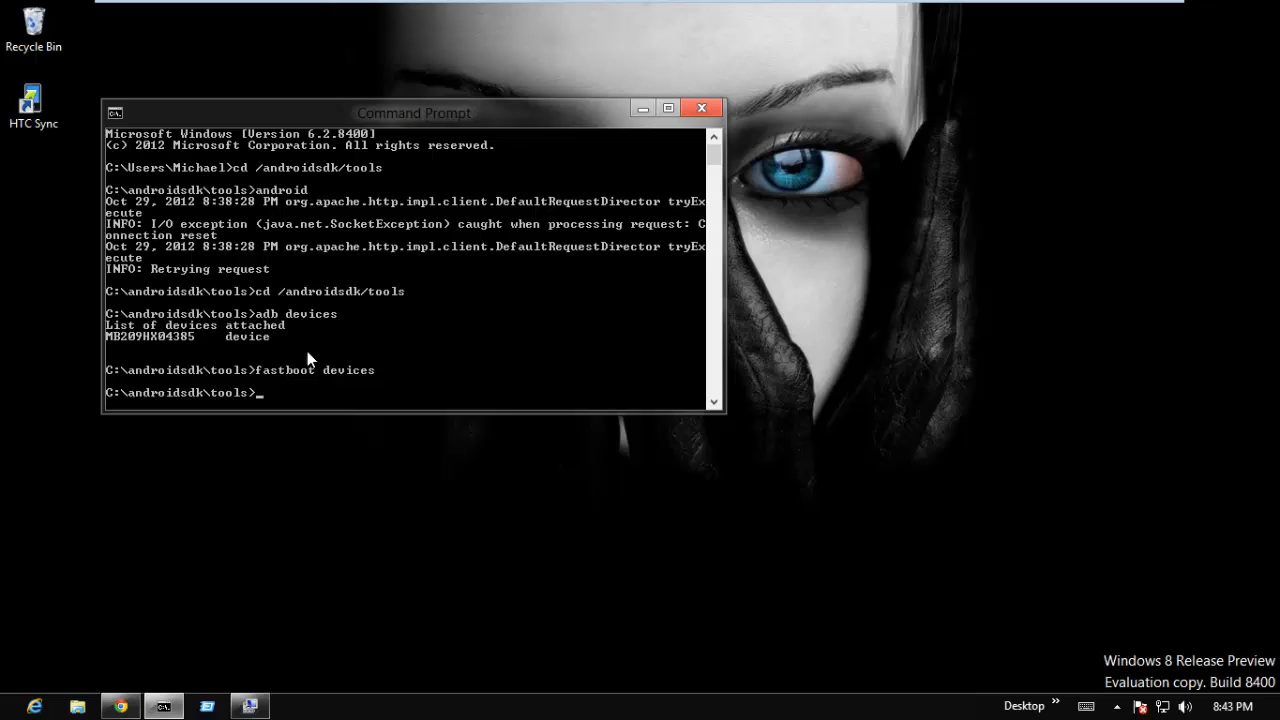 Recycle Bin
HTC Sync
Command Prompt
Microsoft Windows [Version 6.2.8400]
(c) 2012 Microsoft Corporation. All rights reserved.
C:\Users\Michael>cd /androidsdk/tools
C:\androidsdk\tools>android
Oct 29, 2012 8:38:28 PM org.apache.http.impl.client.DefaultRequestDirector tryEx
ecute
INFO: I/O exception (java.net.SocketException) caught when processing request: C
onnection reset
Oct 29, 2012 8:38:28 PM org.apache.http.impl.client.DefaultRequestDirector tryEx
ecute
INFO: Retrying request
C:\androidsdk\tools>cd /androidsdk/tools
C:\androidsdk\tools>adb devices
List of devices attached
MB209HX04385 device
C:\androidsdk\tools>fastboot devices
C:\androidsdk\tools>_
Windows 8 Release Preview
Evaluation copy. Build 8400
Desktop
8:43 PM